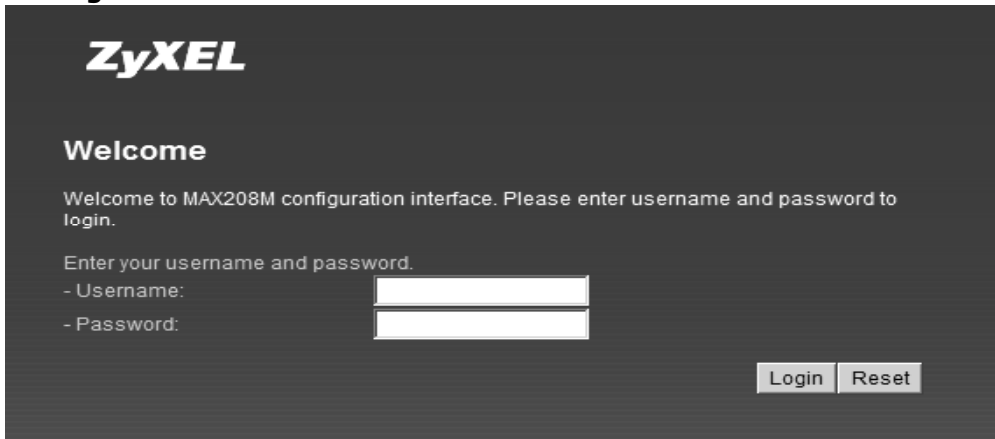 ZyXEL
Welcome
Welcome to MAX208M configuration interface. Please enter username and password to
login.
Enter your username and password.
- Username:
- Password:
Login Reset